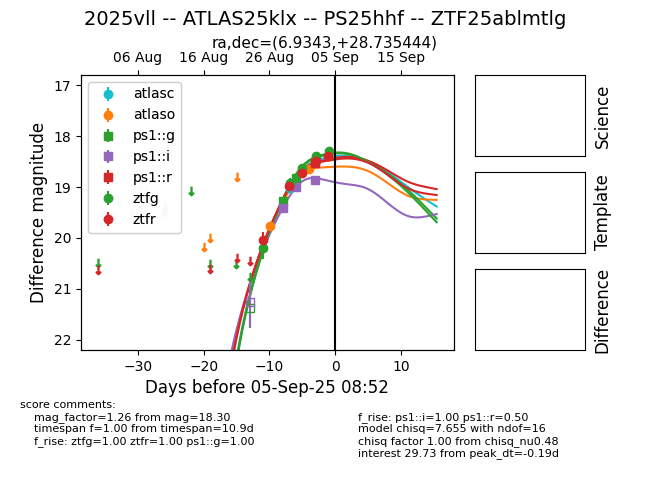 2025vll -- ATLAS25klx -- PS25hhf -- ZTF25ablmtlg
ra,dec=(6.9343,+28.735444)
06 Aug 16 Aug 26 Aug 05 Sep 15 Sep
17
18
19
20
21
22
Difference magnitude
atlasc
atlaso
ps1::g
ps1::i
ps1::r
ztfg
ztfr
−30 −20 −10 0 10
Days before 05-Sep-25 08:52
Science
Template
Difference
score comments:
mag_factor=1.26 from mag=18.30
timespan f=1.00 from timespan=10.9d
f_rise: ztfg=1.00 ztfr=1.00 ps1::g=1.00
f_rise: ps1::i=1.00 ps1::r=0.50
model chisq=7.655 with ndof=16
chisq factor 1.00 from chisq_nu0.48
interest 29.73 from peak_dt=-0.19d